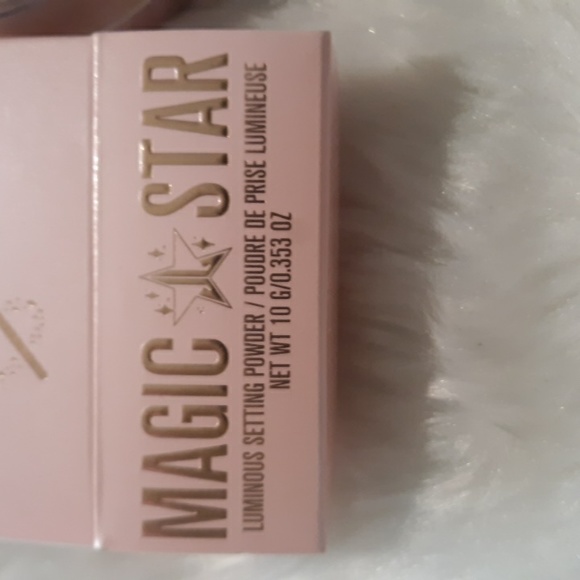 MAGIC STAR
LUMINOUS SETTING POWDER / POUDRE DE PRISE LUMINEUSE
NET WT 10 G/0.353 OZ